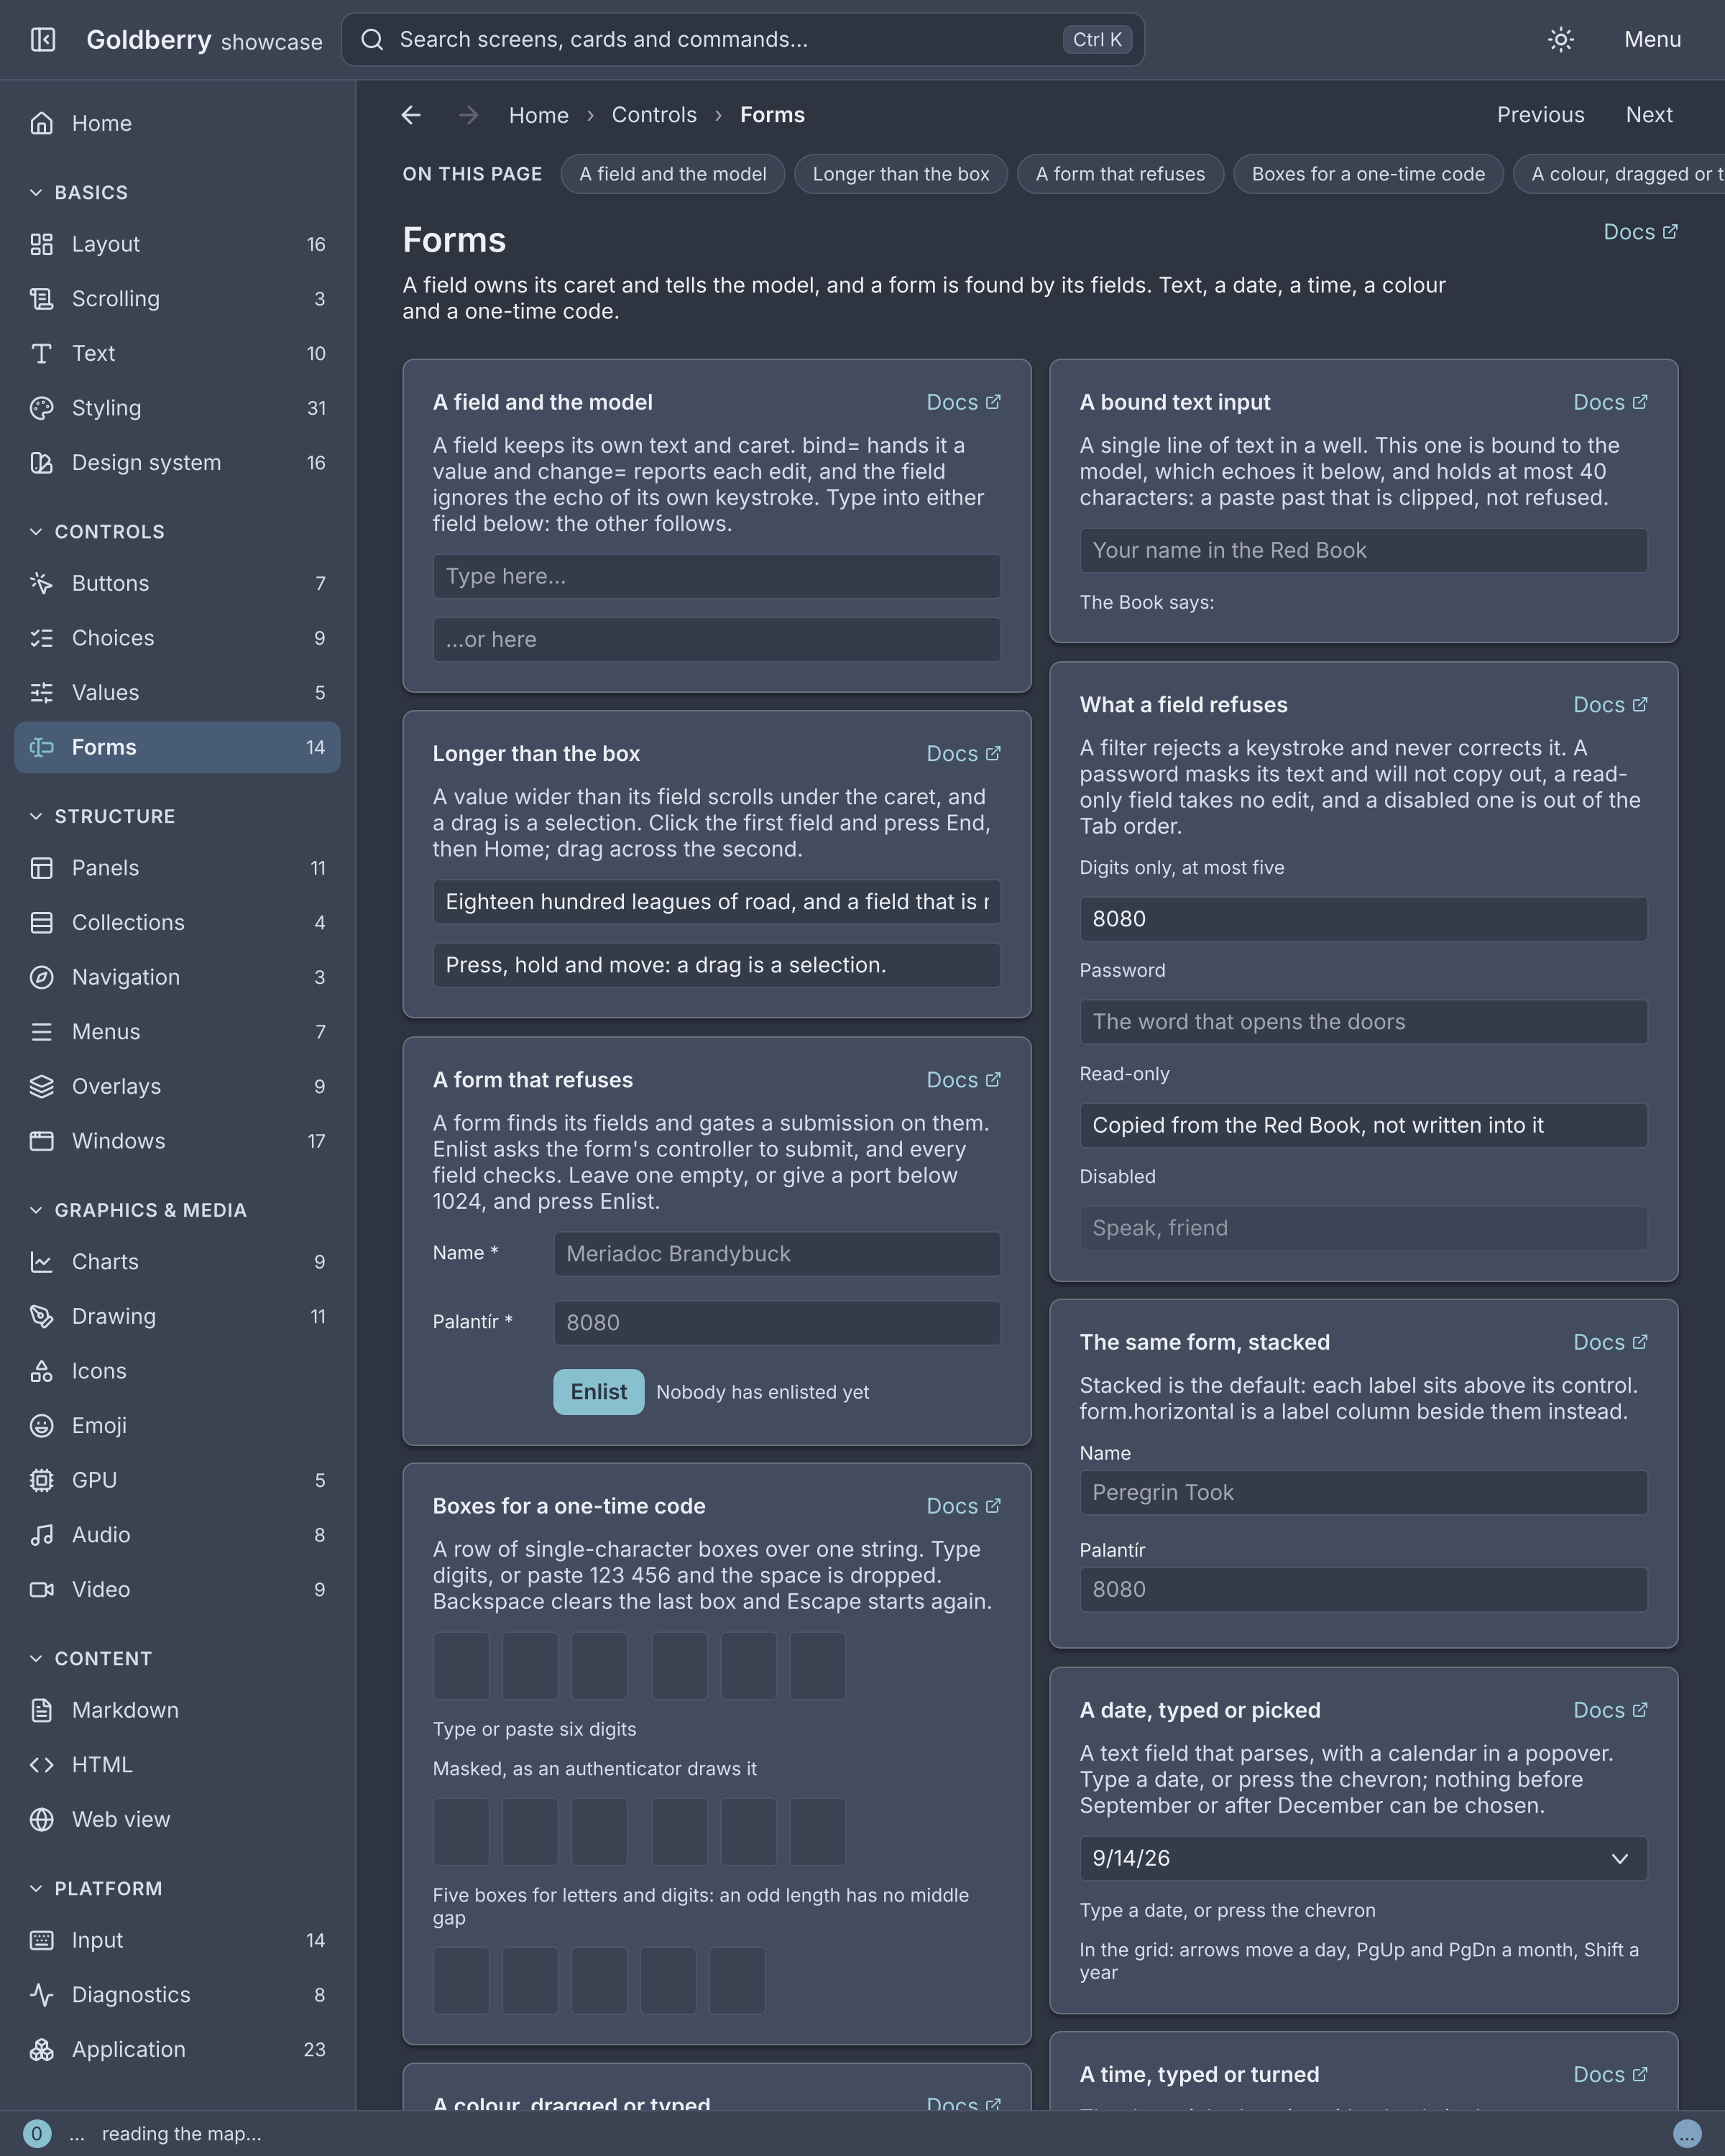 Goldberry showcase
Search screens, cards and commands...
Ctrl K
Menu
Home
BASICS
Layout 16
Scrolling 3
Text 10
Styling 31
Design system 16
CONTROLS
Buttons 7
Choices 9
Values 5
Forms 14
STRUCTURE
Panels 11
Collections 4
Navigation 3
Menus 7
Overlays 9
Windows 17
GRAPHICS & MEDIA
Charts 9
Drawing 11
Icons
Emoji
GPU 5
Audio 8
Video 9
CONTENT
Markdown
HTML
Web view
PLATFORM
Input 14
Diagnostics 8
Application 23
Home › Controls › Forms
Previous Next
ON THIS PAGE
A field and the model
Longer than the box
A form that refuses
Boxes for a one-time code
A colour, dragged or t
Forms
Docs
A field owns its caret and tells the model, and a form is found by its fields. Text, a date, a time, a colour
and a one-time code.
A field and the model
Docs
A field keeps its own text and caret. bind= hands it a
value and change= reports each edit, and the field
ignores the echo of its own keystroke. Type into either
field below: the other follows.
Type here...
...or here
Longer than the box
Docs
A value wider than its field scrolls under the caret, and
a drag is a selection. Click the first field and press End,
then Home; drag across the second.
Eighteen hundred leagues of road, and a field that is r
Press, hold and move: a drag is a selection.
A form that refuses
Docs
A form finds its fields and gates a submission on them.
Enlist asks the form's controller to submit, and every
field checks. Leave one empty, or give a port below
1024, and press Enlist.
Name *
Meriadoc Brandybuck
Palantír *
8080
Enlist
Nobody has enlisted yet
Boxes for a one-time code
Docs
A row of single-character boxes over one string. Type
digits, or paste 123 456 and the space is dropped.
Backspace clears the last box and Escape starts again.
Type or paste six digits
Masked, as an authenticator draws it
Five boxes for letters and digits: an odd length has no middle
gap
A colour, dragged or typed
Docs
A bound text input
Docs
A single line of text in a well. This one is bound to the
model, which echoes it below, and holds at most 40
characters: a paste past that is clipped, not refused.
Your name in the Red Book
The Book says:
What a field refuses
Docs
A filter rejects a keystroke and never corrects it. A
password masks its text and will not copy out, a read-
only field takes no edit, and a disabled one is out of the
Tab order.
Digits only, at most five
8080
Password
The word that opens the doors
Read-only
Copied from the Red Book, not written into it
Disabled
Speak, friend
The same form, stacked
Docs
Stacked is the default: each label sits above its control.
form.horizontal is a label column beside them instead.
Name
Peregrin Took
Palantír
8080
A date, typed or picked
Docs
A text field that parses, with a calendar in a popover.
Type a date, or press the chevron; nothing before
September or after December can be chosen.
9/14/26
Type a date, or press the chevron
In the grid: arrows move a day, PgUp and PgDn a month, Shift a
year
A time, typed or turned
Docs
0 ... reading the map...
...